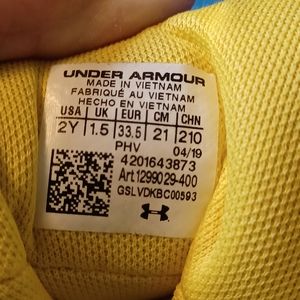 UNDER ARMOUR
MADE IN VIETNAM
FABRIQUÉ AU VIETNAM
HECHO EN VIETNAM
USA UK EUR CM CHN
2Y 1.5 33.5 21 210
PHV 04/19
4201643873
Art.1299029-400
GSLVDKBC00593